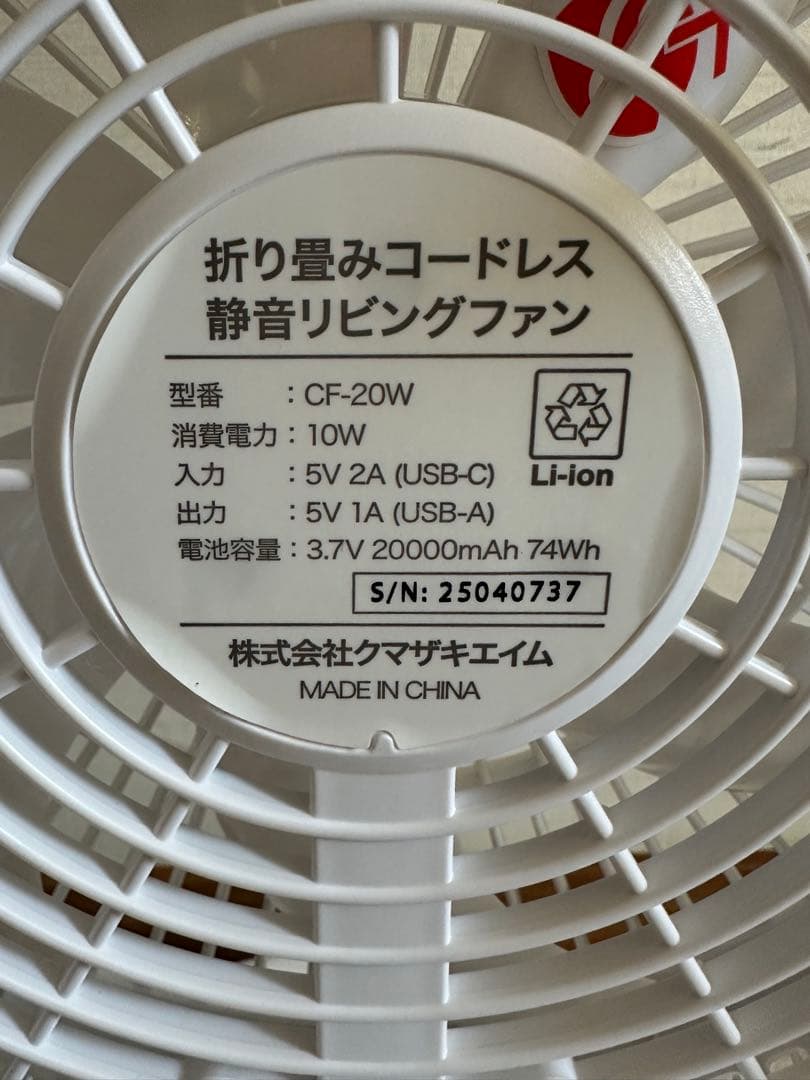 折り畳みコードレス
静音リビングファン
型番 : CF-20W
消費電力 : 10W
入力 : 5V 2A (USB-C)
出力 : 5V 1A (USB-A)
電池容量 : 3.7V 20000mAh 74Wh
Li-ion
S/N: 25040737
株式会社クマザキエイム
MADE IN CHINA